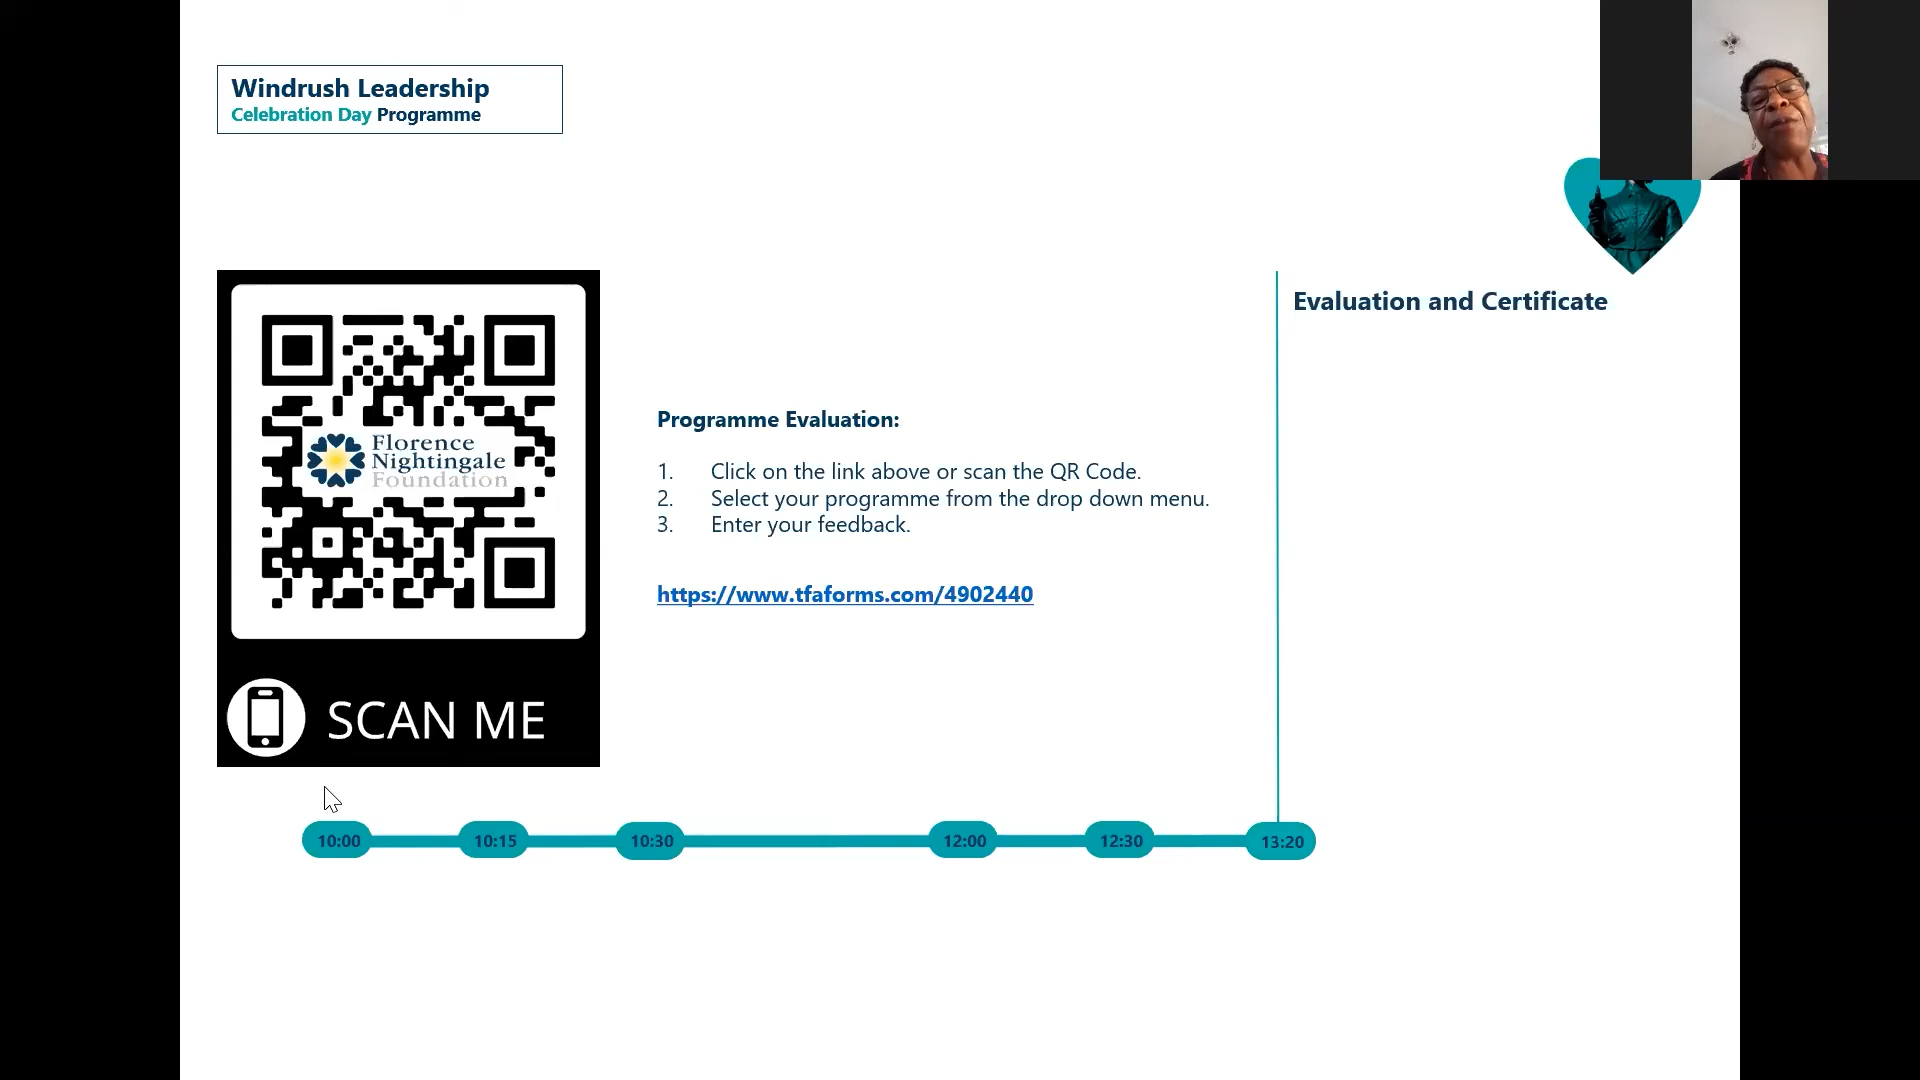 Windrush Leadership
Celebration Day Programme
Evaluation and Certificate
Florence
Nightingale
Foundation
SCAN ME
Programme Evaluation:
1. Click on the link above or scan the QR Code.
2. Select your programme from the drop down menu.
3. Enter your feedback.
https://www.tfaforms.com/4902440
10:00 10:15 10:30 12:00 12:30 13:20